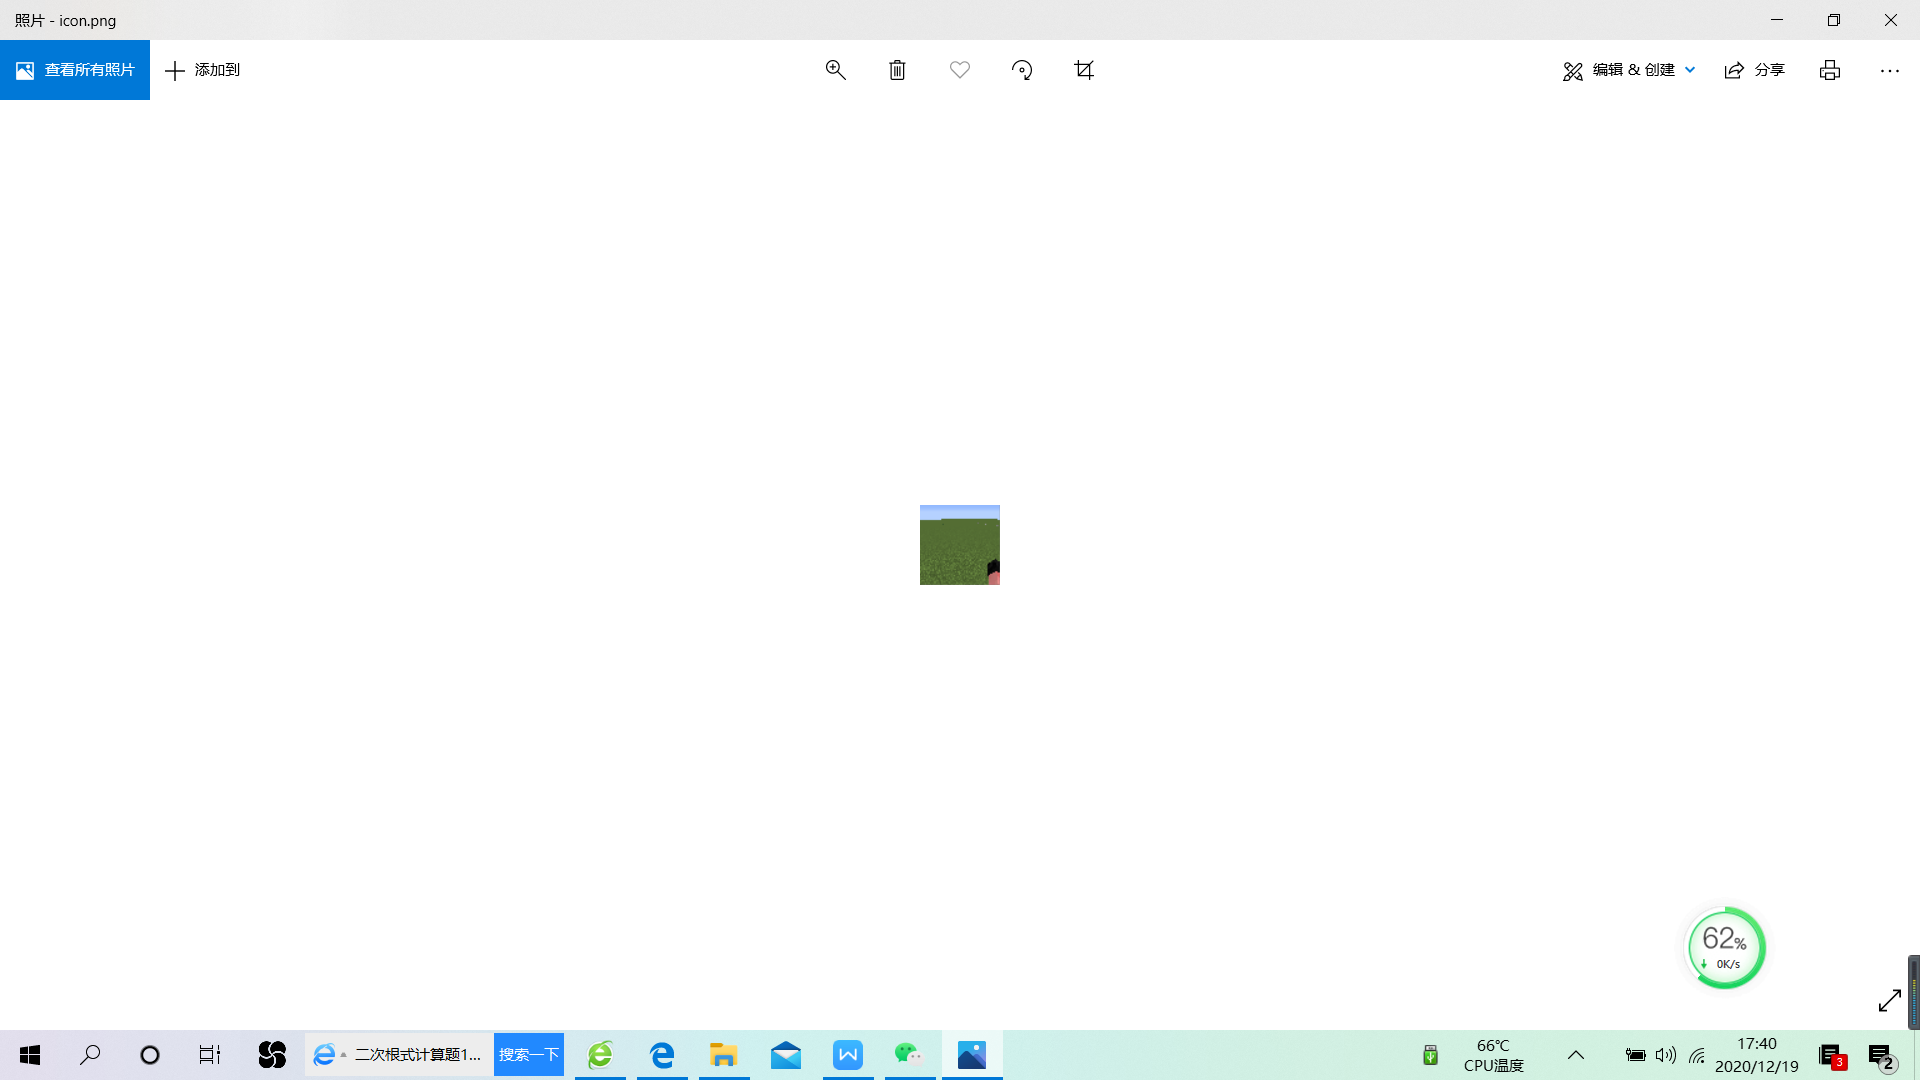 照片 - icon.png
查看所有照片
添加到
编辑 & 创建
分享
62%
0K/s
二次根式计算题1...
搜索一下
66℃
CPU温度
17:40
2020/12/19
3
2